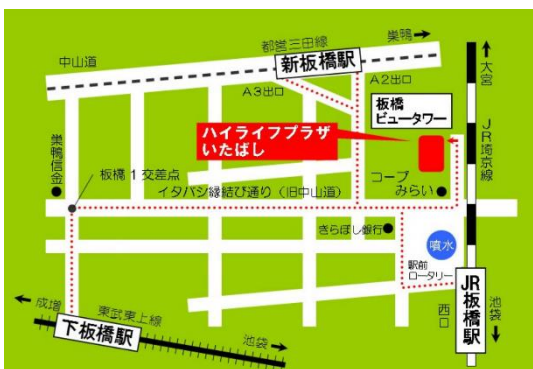 都営三田線
巣鴨
中山道
新板橋駅
A3出口
A2出口
大宮
板橋
ビュータワー
ハイライフプラザ
いたばし
JR埼京線
巣鴨信金
板橋1交差点
イタバシ縁結び通り（旧中山道）
コープ
みらい
きらぼし銀行
噴水
駅前
ロータリー
JR板橋駅
西口
池袋
成増
東武東上線
下板橋駅
池袋